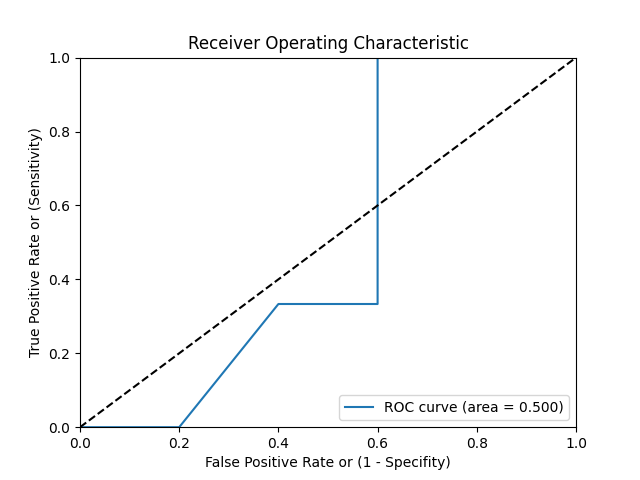 Receiver Operating Characteristic
1.0
0.8
0.6
0.4
0.2
0.0
True Positive Rate or (Sensitivity)
ROC curve (area = 0.500)
0.0 0.2 0.4 0.6 0.8 1.0
False Positive Rate or (1 - Specifity)